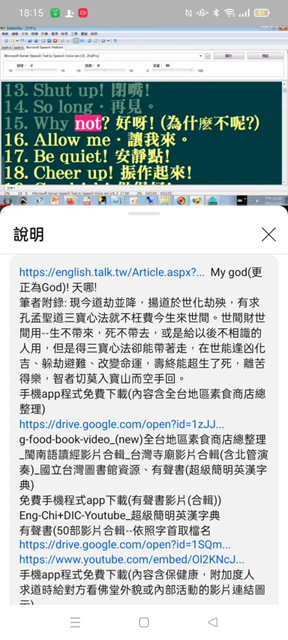 18:15
Microsoft Server Speech Text to Speech Voice (en-US, ZiraPro)
13. Shut up! 閉嘴!
14. So long‧再見。
15. Why not? 好呀! (為什麼不呢?)
16. Allow me‧讓我來。
17. Be quiet! 安靜點!
18. Cheer up! 振作起來!
說明
https://english.talk.tw/Article.aspx?... My god(更
正為God)! 天哪!
筆者附錄: 現今道劫並降，揚道於世化劫殃，有求
孔孟聖道三寶心法就不枉費今生來世間。世間財世
間用--生不帶來，死不帶去，或是給以後不相識的
人用，但是得三寶心法卻能帶著走，在世能逢凶化
吉、躲劫避難、改變命運，壽終能超生了死，離苦
得樂，智者切莫入寶山而空手回。
手機app程式免費下載(內容含全台地區素食商店總
整理)
https://drive.google.com/open?id=1zJJ...
g-food-book-video_(new)全台地區素食商店總整理
_閩南語讀經影片合輯_台灣寺廟影片合輯(含北管演
奏)_國立台灣圖書館資源、有聲書(超級簡明英漢字
典)
免費手機程式app下載(有聲書影片(合輯))
Eng-Chi+DIC-Youtube_超級簡明英漢字典
有聲書(50部影片合輯--依照字首取檔名
https://drive.google.com/open?id=1SQm...
https://www.youtube.com/embed/Ol2KNcJ...
手機app程式免費下載(內容含保健康，附加度人
求道時給對方看佛堂外貌或內部活動的影片連結圖